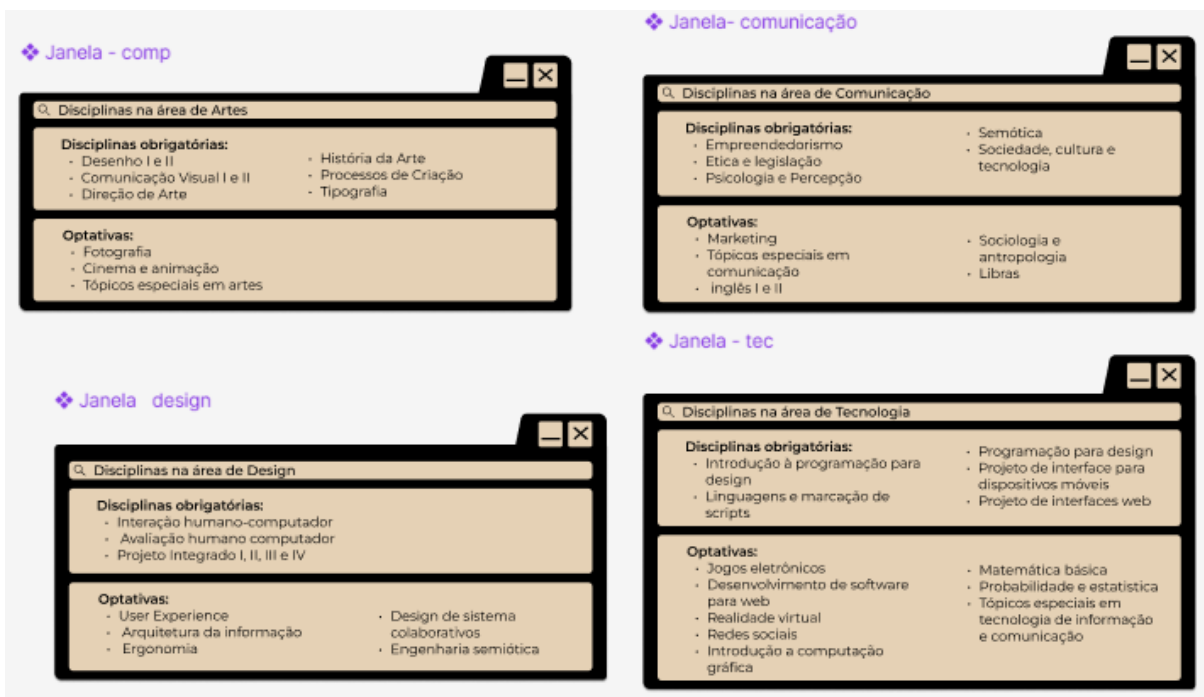 Janela - comp
Disciplinas na área de Artes
Disciplinas obrigatórias:
• Desenho I e II
• Comunicação Visual I e II
• Direção de Arte
• História da Arte
• Processos de Criação
• Tipografia
Optativas:
• Fotografia
• Cinema e animação
• Tópicos especiais em artes
Janela- comunicação
Disciplinas na área de Comunicação
Disciplinas obrigatórias:
• Empreendedorismo
• Etica e legislação
• Psicologia e Percepção
• Semótica
• Sociedade, cultura e
tecnologia
Optativas:
• Marketing
• Tópicos especiais em
comunicação
• inglês I e II
• Sociologia e
antropologia
• Libras
Janela design
Disciplinas na área de Design
Disciplinas obrigatórias:
• Interação humano-computador
• Avaliação humano computador
• Projeto Integrado I, II, III e IV
Optativas:
• User Experience
• Arquitetura da informação
• Ergonomia
• Design de sistema
colaborativos
• Engenharia semiótica
Janela - tec
Disciplinas na área de Tecnologia
Disciplinas obrigatórias:
• Introdução à programação para
design
• Linguagens e marcação de
scripts
• Programação para design
• Projeto de interface para
dispositivos móveis
• Projeto de interfaces web
Optativas:
• Jogos eletrônicos
• Desenvolvimento de software
para web
• Realidade virtual
• Redes sociais
• Introdução a computação
gráfica
• Matemática básica
• Probabilidade e estatistica
• Tópicos especiais em
tecnologia de informação
e comunicação